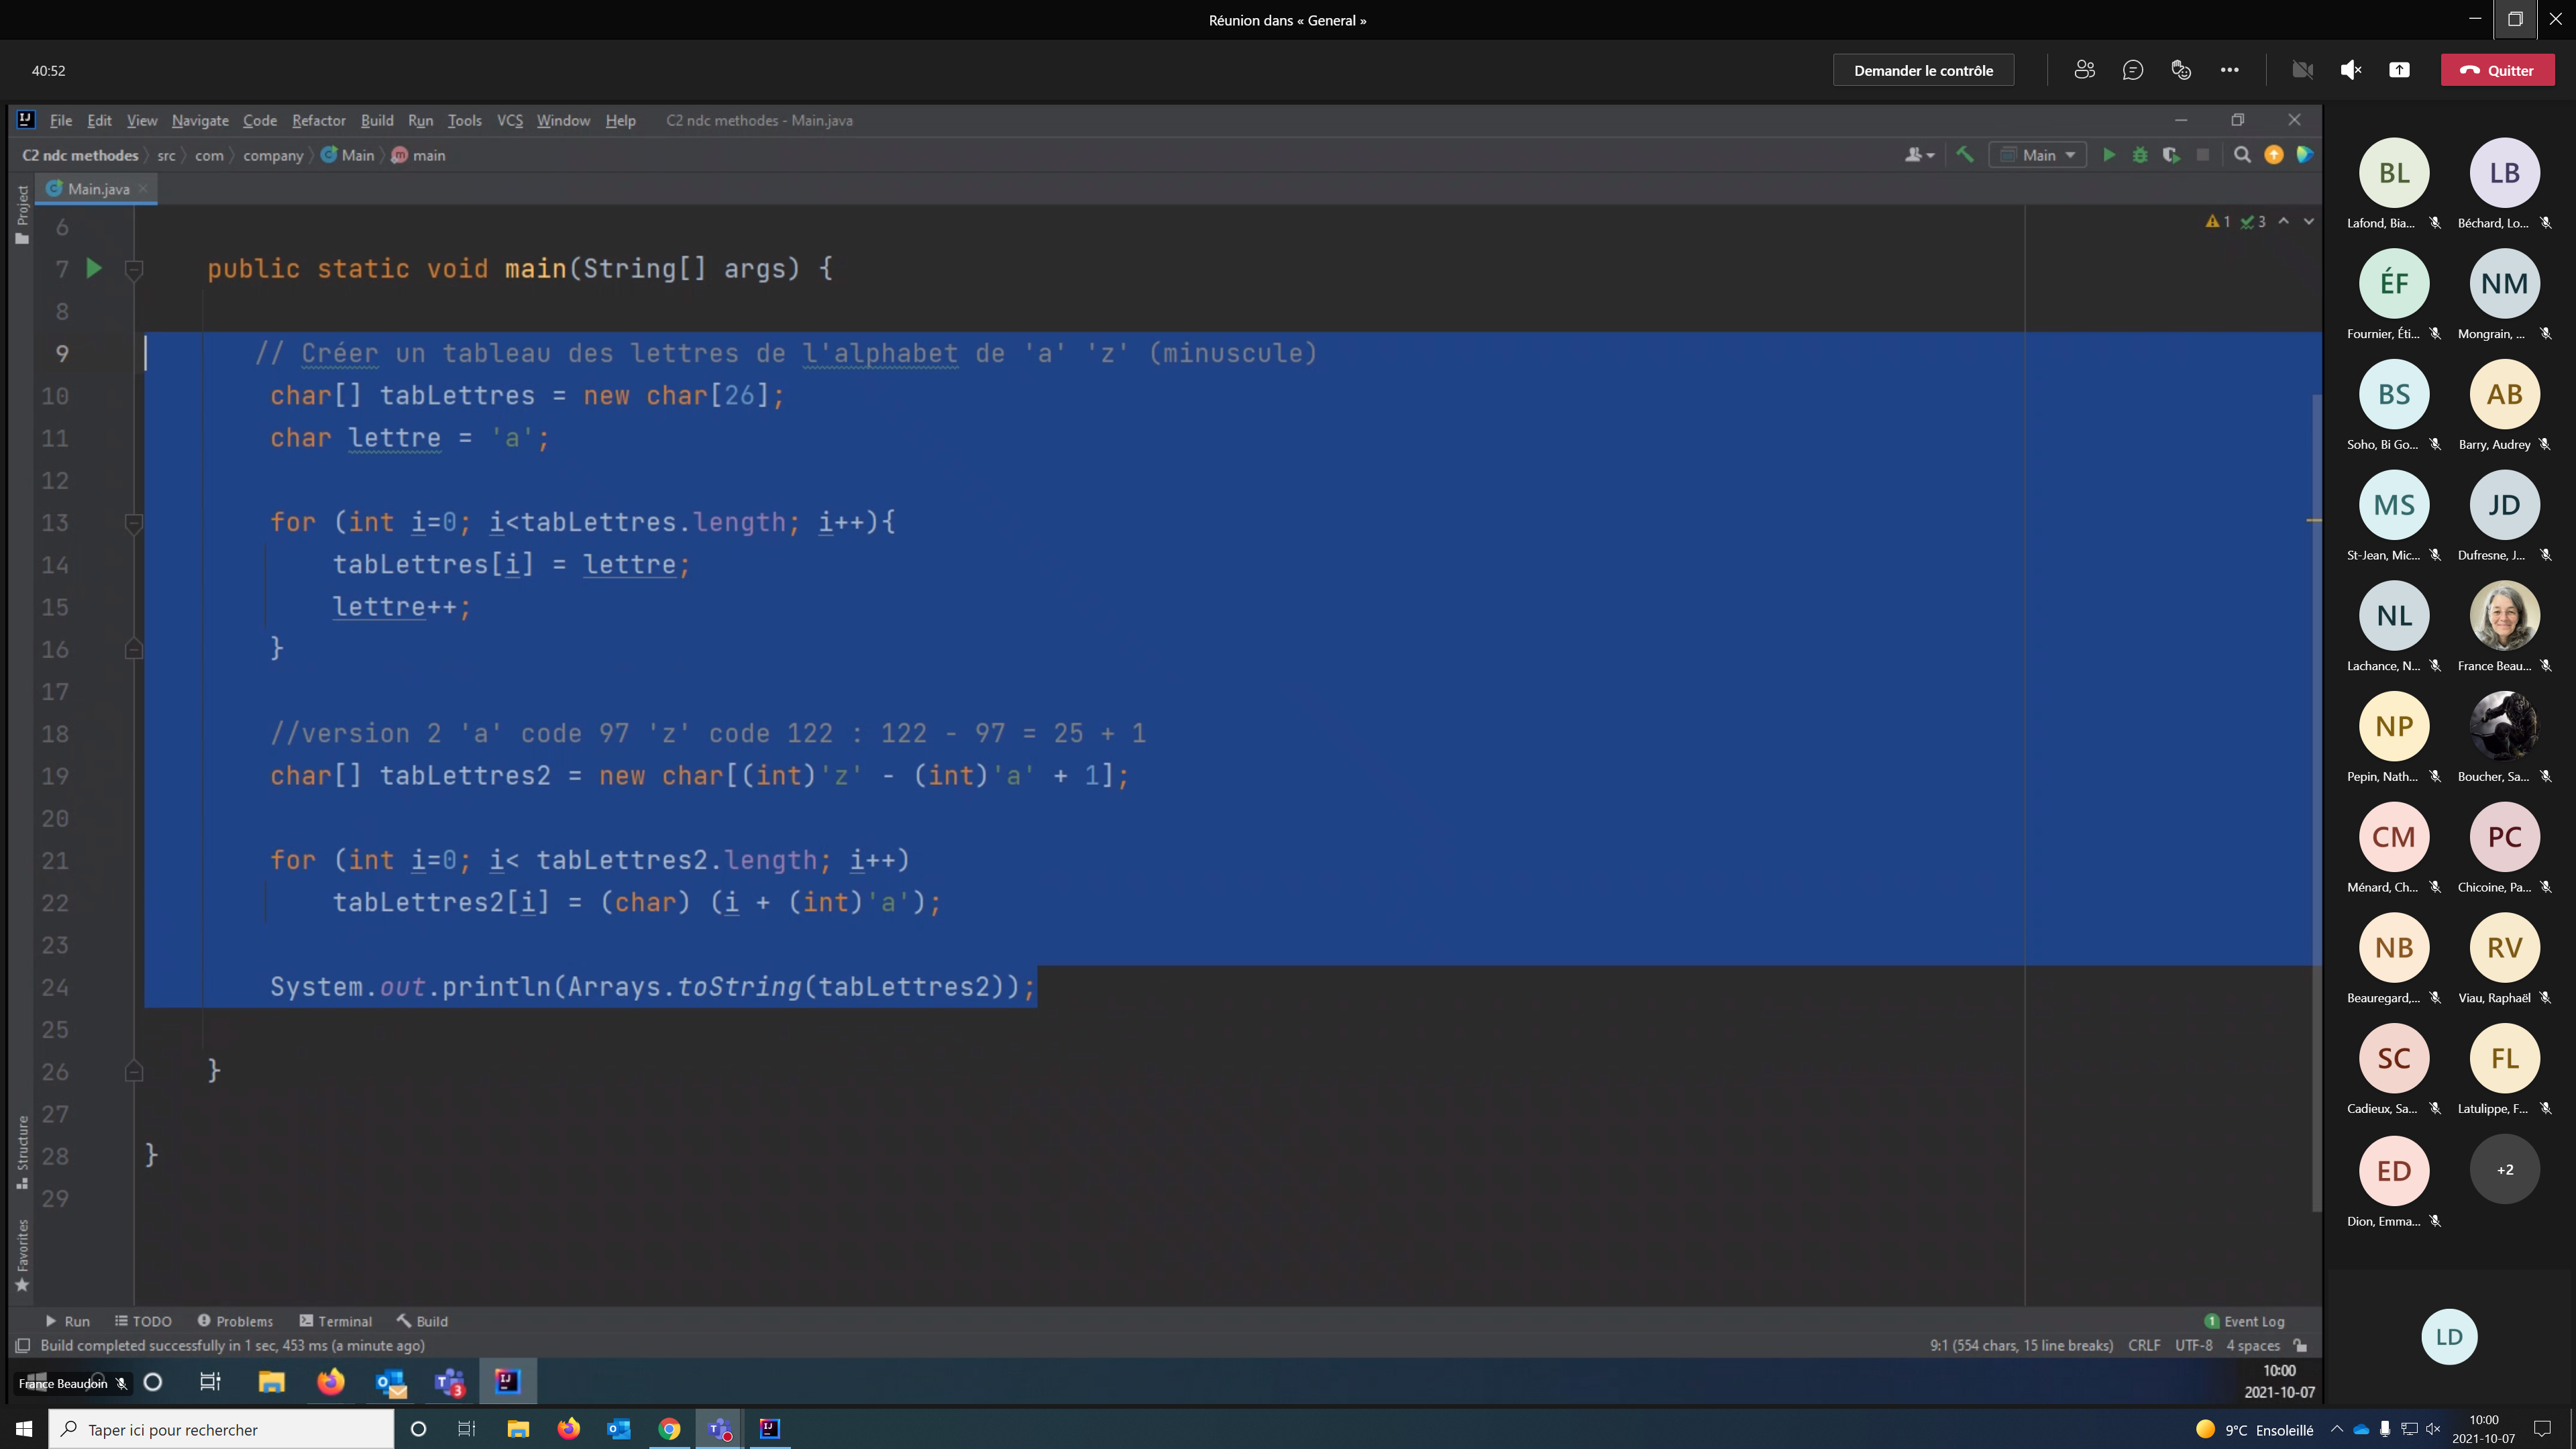 Réunion dans « General »
40:52
Demander le contrôle
Quitter
File Edit View Navigate Code Refactor Build Run Tools VCS Window Help C2 ndc methodes - Main.java
C2 ndc methodes src com company Main main
Main
Project
Main.java
1 3
6
7 public static void main(String[] args) {
8
9 // Créer un tableau des lettres de l'alphabet de 'a' 'z' (minuscule)
10 char[] tabLettres = new char[26];
11 char lettre = 'a';
12
13 for (int i=0; i<tabLettres.length; i++){
14 tabLettres[i] = lettre;
15 lettre++;
16 }
17
18 //version 2 'a' code 97 'z' code 122 : 122 - 97 = 25 + 1
19 char[] tabLettres2 = new char[(int)'z' - (int)'a' + 1];
20
21 for (int i=0; i< tabLettres2.length; i++)
22 tabLettres2[i] = (char) (i + (int)'a');
23
24 System.out.println(Arrays.toString(tabLettres2));
25
26 }
27
28 }
29
Structure
Favorites
Run TODO Problems Terminal Build
1 Event Log
Build completed successfully in 1 sec, 453 ms (a minute ago)
9:1 (554 chars, 15 line breaks) CRLF UTF-8 4 spaces
France Beaudoin
3
10:00
2021-10-07
BL LB
Lafond, Bia... Béchard, Lo...
ÉF NM
Fournier, Éti... Mongrain, ...
BS AB
Soho, Bi Go... Barry, Audrey
MS JD
St-Jean, Mic... Dufresne, J...
NL
Lachance, N... France Beau...
NP
Pepin, Nath... Boucher, Sa...
CM PC
Ménard, Ch... Chicoine, Pa...
NB RV
Beauregard,... Viau, Raphaël
SC FL
Cadieux, Sa... Latulippe, F...
ED +2
Dion, Emma...
LD
Taper ici pour rechercher
9°C Ensoleillé
10:00
2021-10-07